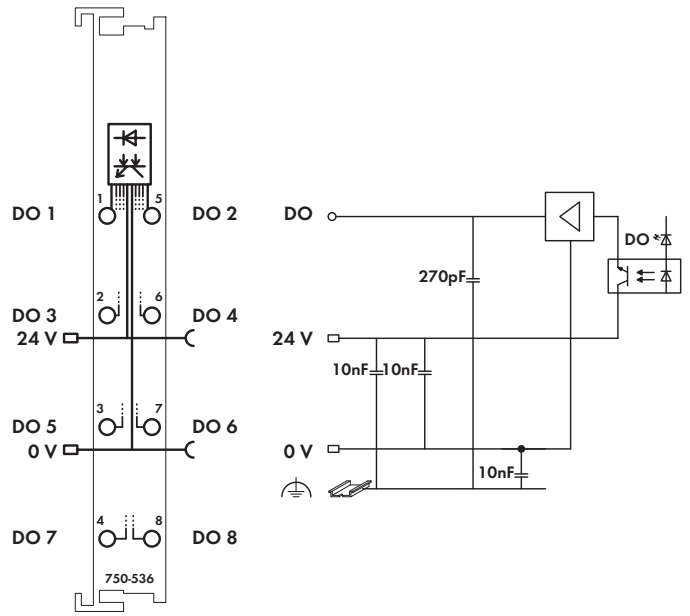 1 5
DO 1 DO 2
2 6
DO 3 DO 4
24 V
3 7
DO 5 DO 6
0 V
4 8
DO 7 DO 8
750-536
DO
DO
270pF
24 V
10nF 10nF
0 V
10nF